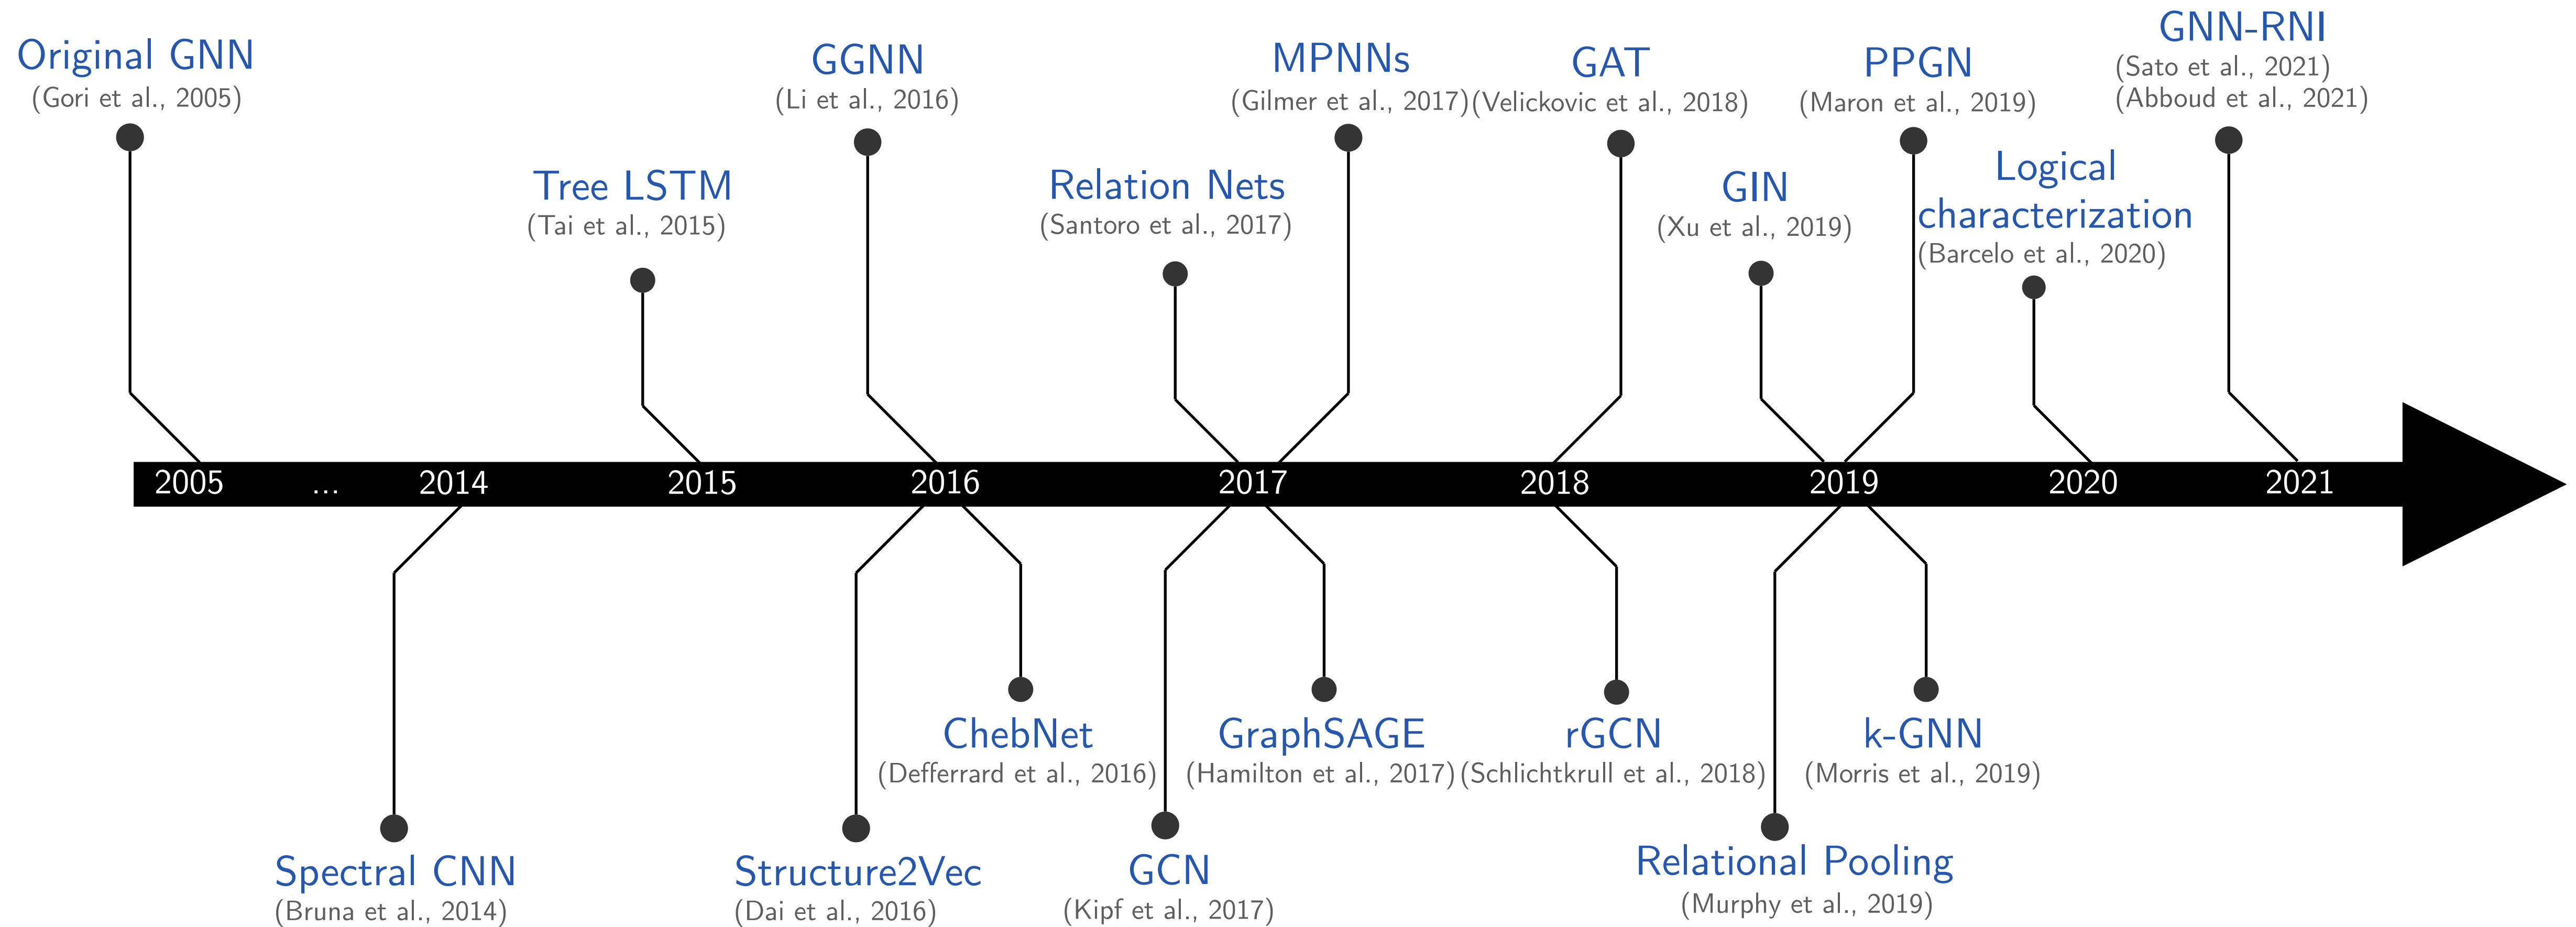 Original GNN
(Gori et al., 2005)
Tree LSTM
(Tai et al., 2015)
GGNN
(Li et al., 2016)
Relation Nets
(Santoro et al., 2017)
MPNNs
(Gilmer et al., 2017)
GAT
(Velickovic et al., 2018)
GIN
(Xu et al., 2019)
PPGN
(Maron et al., 2019)
Logical
characterization
(Barcelo et al., 2020)
GNN-RNI
(Sato et al., 2021)
(Abboud et al., 2021)
2005 ... 2014 2015 2016 2017 2018 2019 2020 2021
Spectral CNN
(Bruna et al., 2014)
Structure2Vec
(Dai et al., 2016)
ChebNet
(Defferrard et al., 2016)
GCN
(Kipf et al., 2017)
GraphSAGE
(Hamilton et al., 2017)
rGCN
(Schlichtkrull et al., 2018)
Relational Pooling
(Murphy et al., 2019)
k-GNN
(Morris et al., 2019)